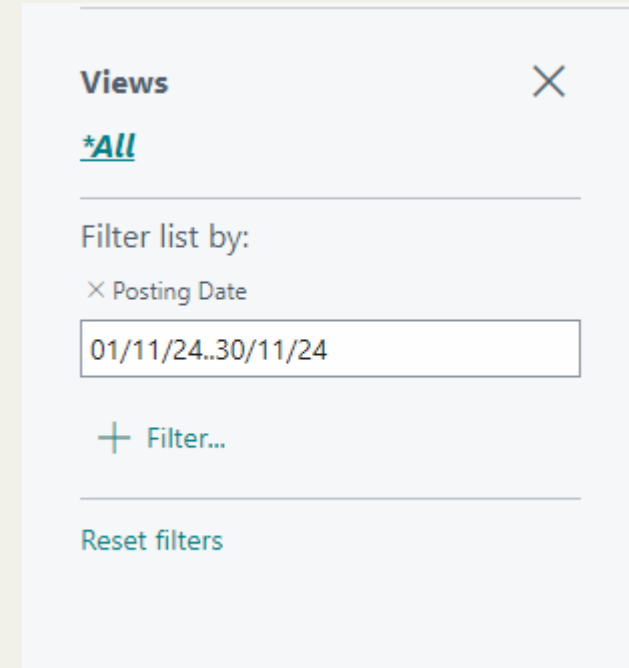 Views
*All
Filter list by:
Posting Date
01/11/24..30/11/24
Filter...
Reset filters